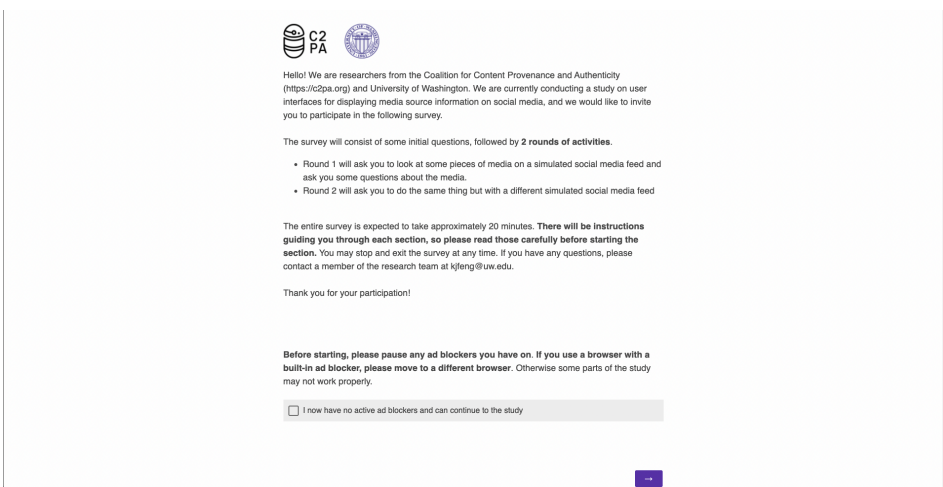 C2
PA
Hello! We are researchers from the Coalition for Content Provenance and Authenticity
(https://c2pa.org) and University of Washington. We are currently conducting a study on user
interfaces for displaying media source information on social media, and we would like to invite
you to participate in the following survey.
The survey will consist of some initial questions, followed by 2 rounds of activities.
• Round 1 will ask you to look at some pieces of media on a simulated social media feed and
ask you some questions about the media.
• Round 2 will ask you to do the same thing but with a different simulated social media feed
The entire survey is expected to take approximately 20 minutes. There will be instructions
guiding you through each section, so please read those carefully before starting the
section. You may stop and exit the survey at any time. If you have any questions, please
contact a member of the research team at kjfeng@uw.edu.
Thank you for your participation!
Before starting, please pause any ad blockers you have on. If you use a browser with a
built-in ad blocker, please move to a different browser. Otherwise some parts of the study
may not work properly.
I now have no active ad blockers and can continue to the study
→